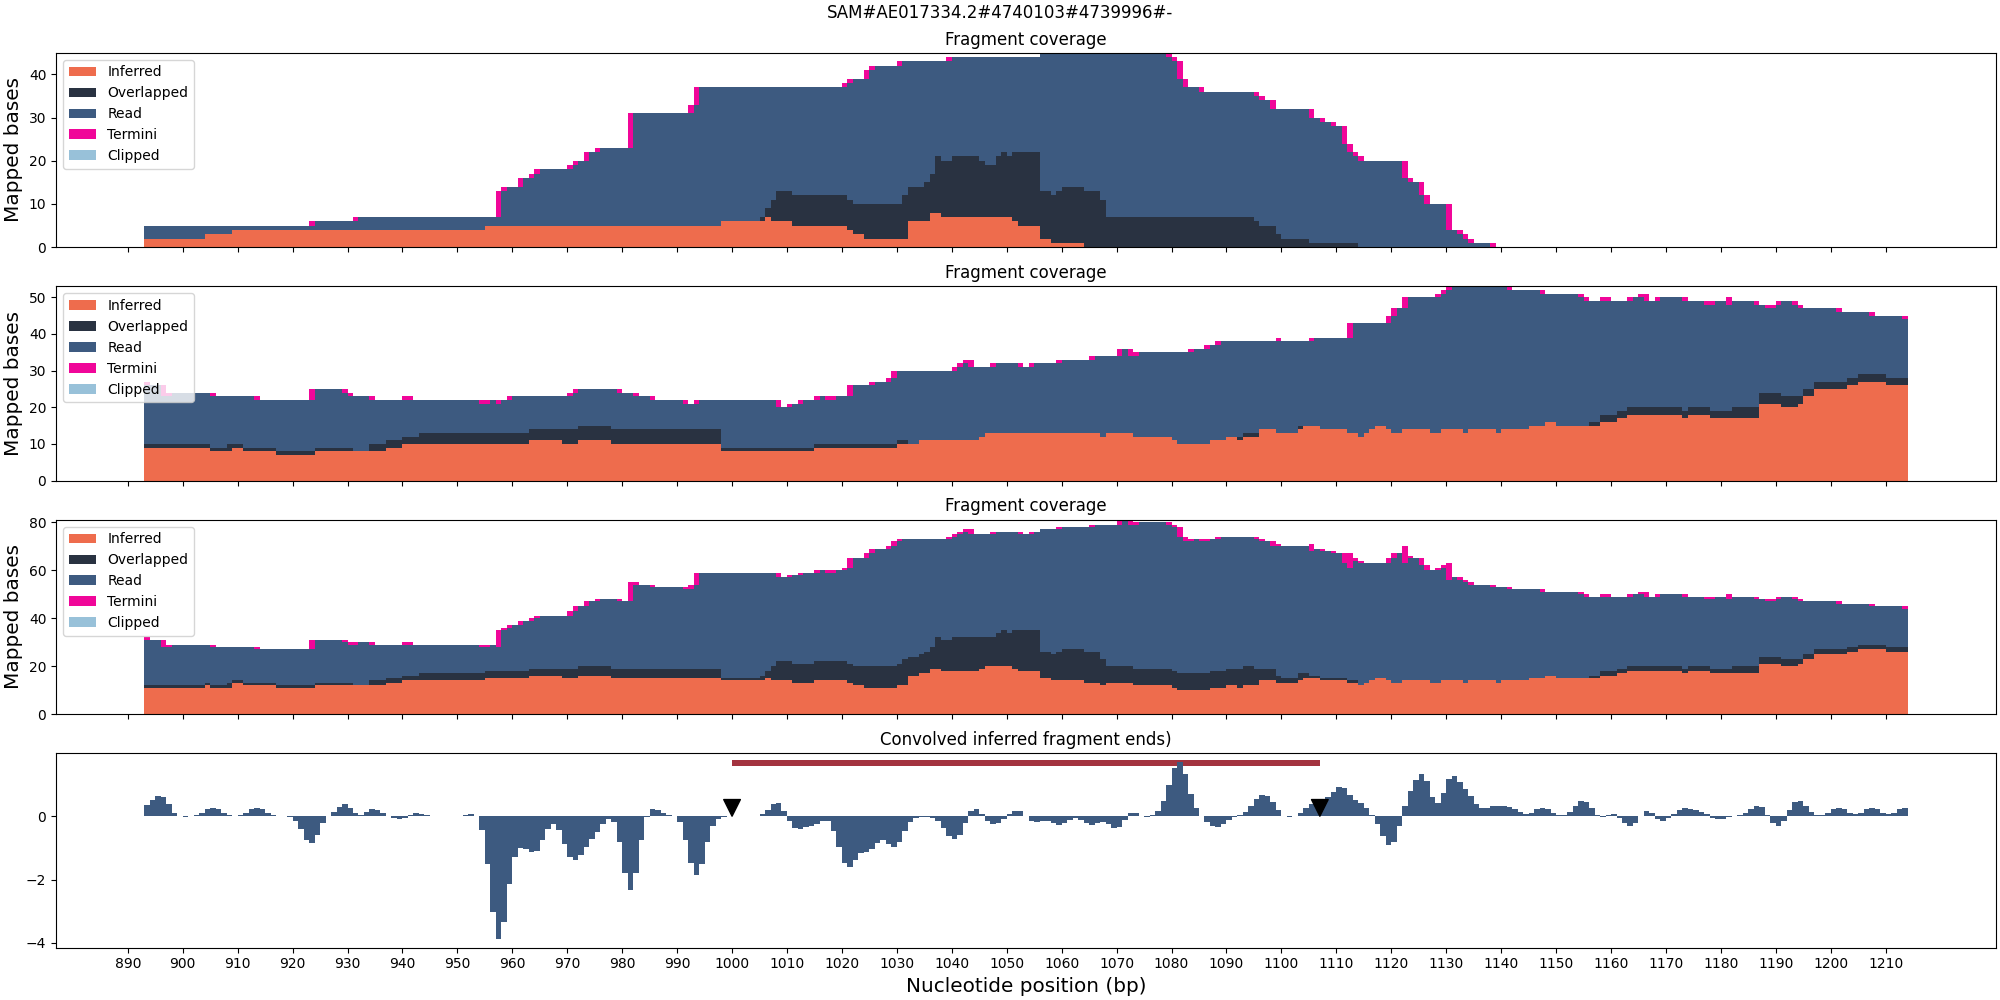 SAM#AE017334.2#4740103#4739996#-
Fragment coverage
Mapped bases
40
30
20
10
0
Inferred
Overlapped
Read
Termini
Clipped
Fragment coverage
Mapped bases
50
40
30
20
10
0
Inferred
Overlapped
Read
Termini
Clipped
Fragment coverage
Mapped bases
80
60
40
20
0
Inferred
Overlapped
Read
Termini
Clipped
Convolved inferred fragment ends)
0
−2
−4
890 900 910 920 930 940 950 960 970 980 990 1000 1010 1020 1030 1040 1050 1060 1070 1080 1090 1100 1110 1120 1130 1140 1150 1160 1170 1180 1190 1200 1210
Nucleotide position (bp)